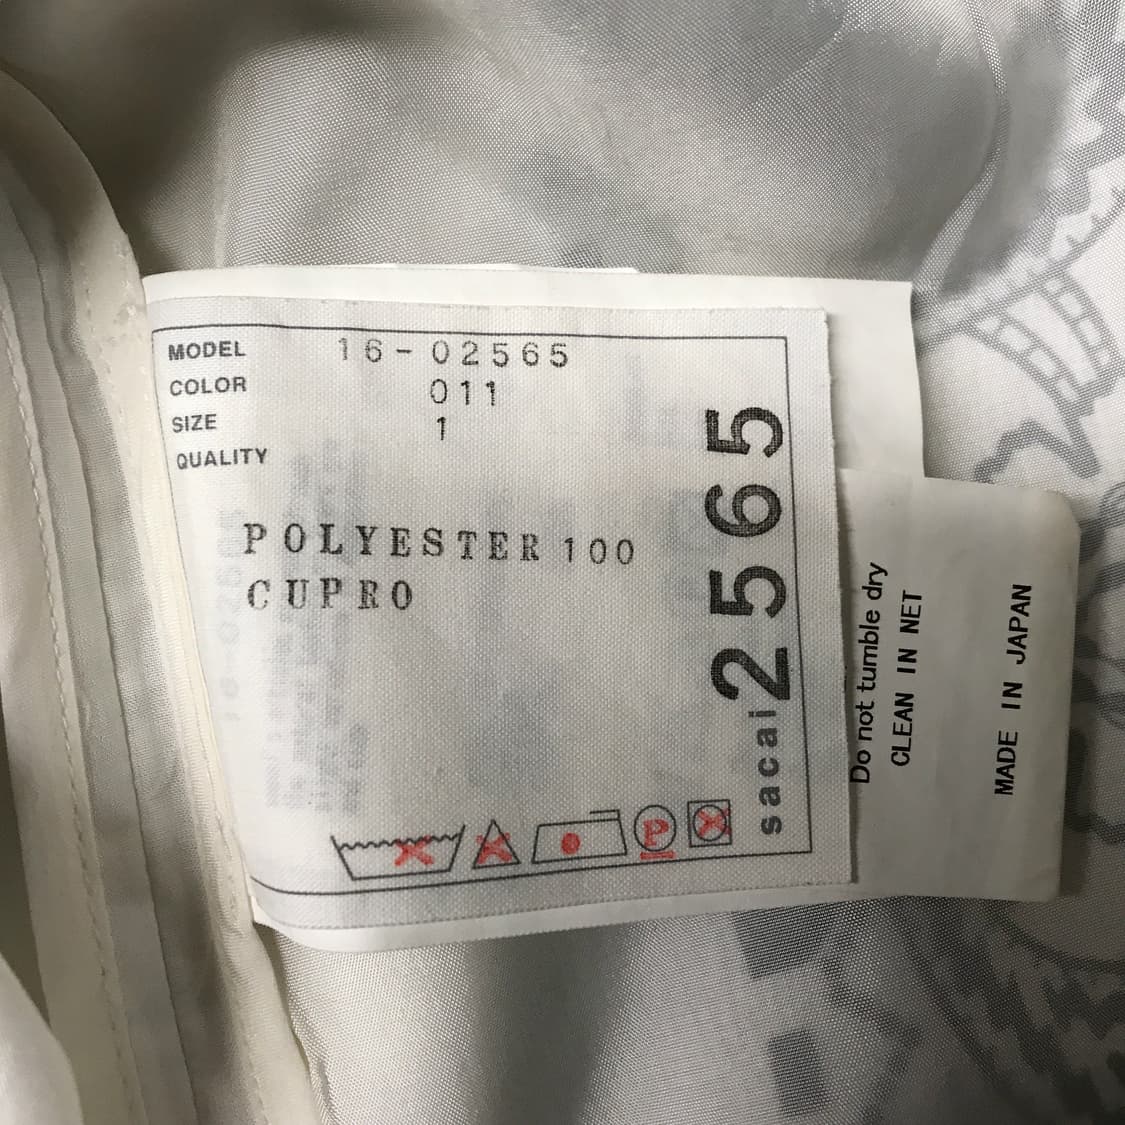 MODEL 16-02565
COLOR 011
SIZE 1
QUALITY
POLYESTER 100
CUPRO
P
sacai 2565
Do not tumble dry
CLEAN IN NET
MADE IN JAPAN